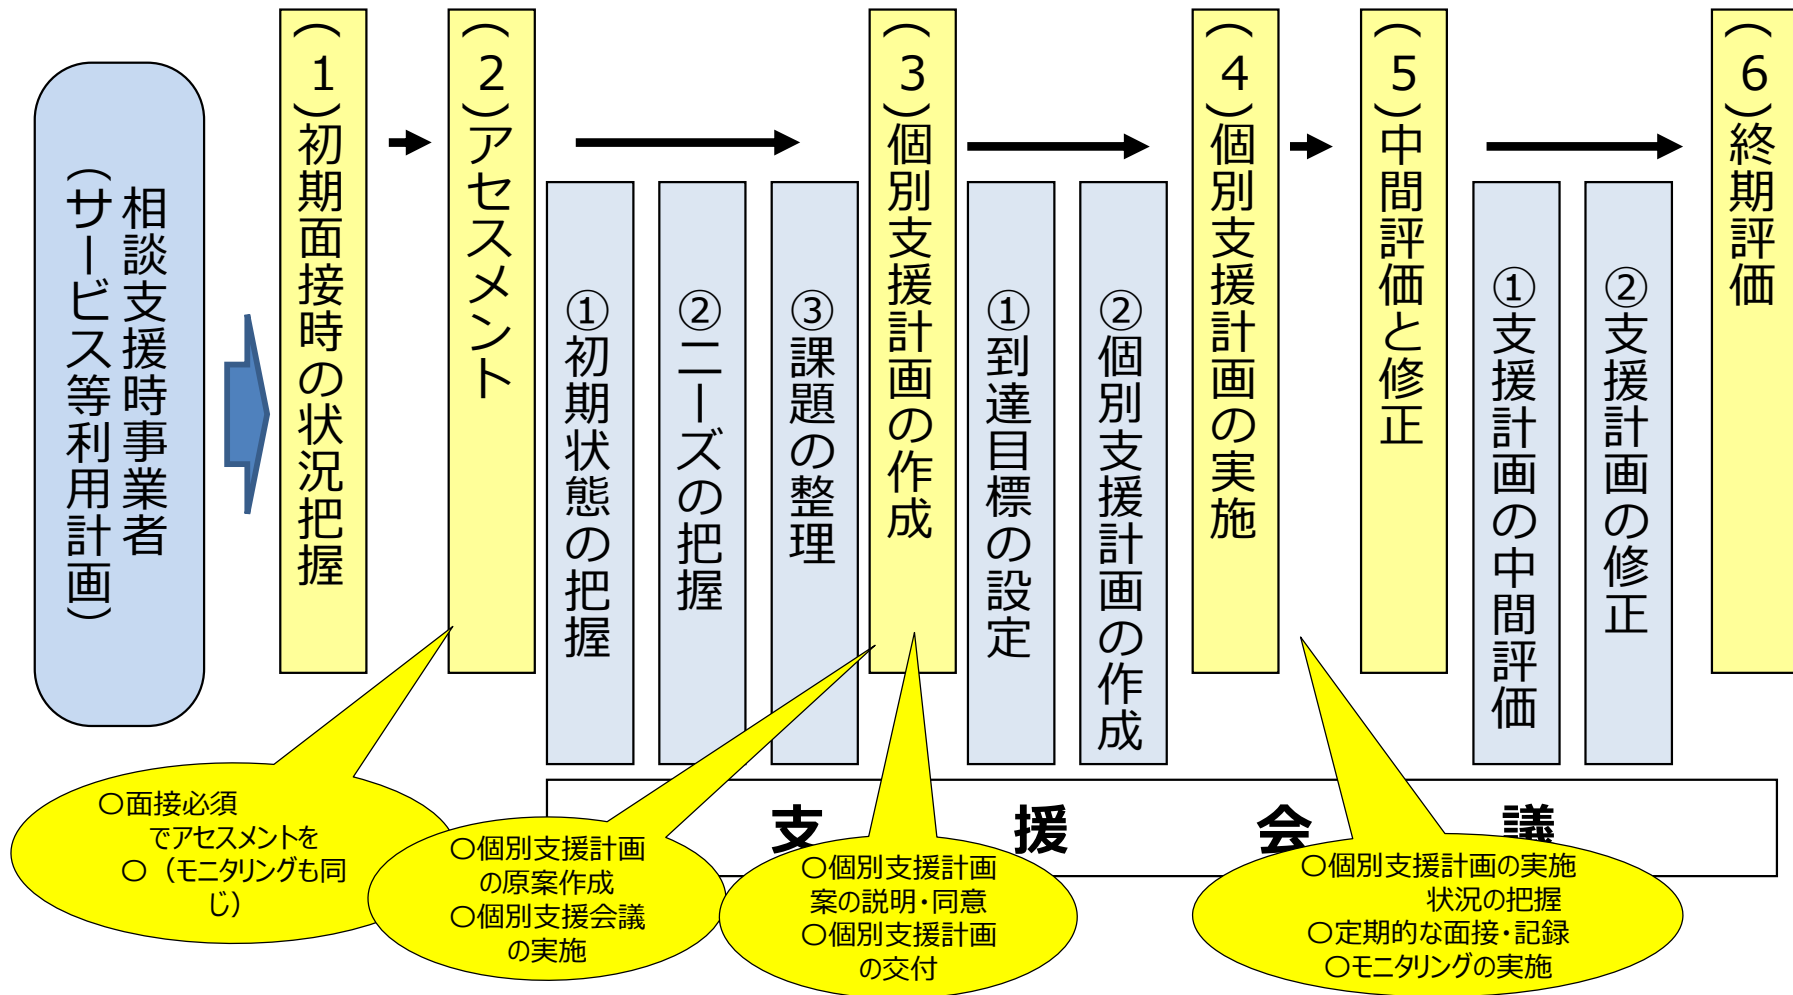 相談支援時事業者
（サービス等利用計画）
（１）初期面接時の状況把握
（２）アセスメント
①初期状態の把握
②ニーズの把握
③課題の整理
（３）個別支援計画の作成
①到達目標の設定
②個別支援計画の作成
（４）個別支援計画の実施
（５）中間評価と修正
①支援計画の中間評価
②支援計画の修正
（６）終期評価
支援会議
○面接必須
でアセスメントを
○（モニタリングも同
じ）
○個別支援計画
の原案作成
○個別支援会議
の実施
○個別支援計画
案の説明・同意
○個別支援計画
の交付
○個別支援計画の実施
状況の把握
○定期的な面接・記録
○モニタリングの実施